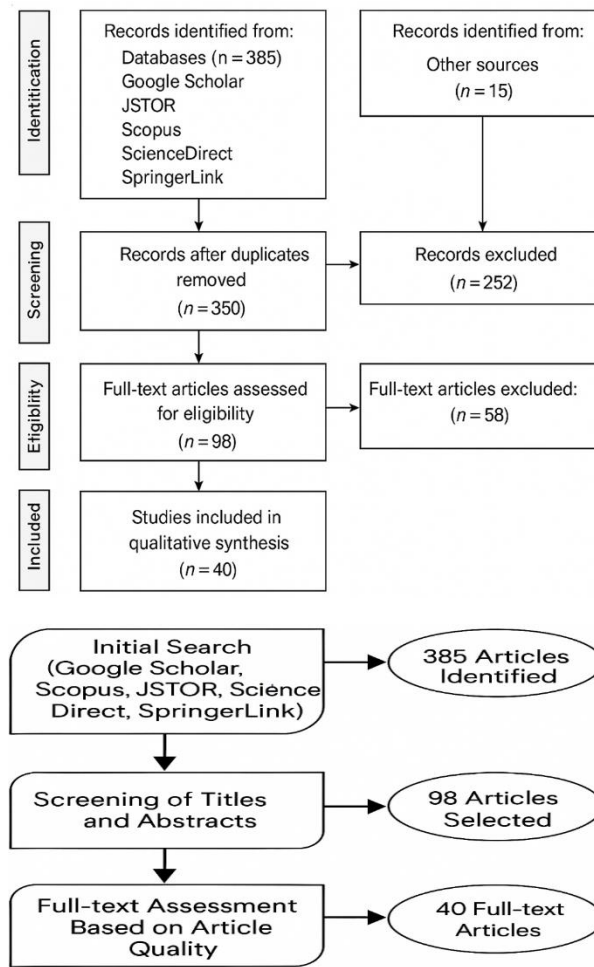 Identitication
Records identified from:
Databases (n = 385)
Google Scholar
JSTOR
Scopus
ScienceDirect
SpringerLink
Records identified from:
Other sources
(n = 15)
Screening
Records after duplicates
removed
(n = 350)
Records excluded
(n = 252)
Etigibliity
Full-text articles assessed
for eligibility
(n = 98)
Full-text articles excluded:
(n = 58)
Included
Studies included in
qualitative synthesis
(n = 40)
Initial Search
(Google Scholar,
Scopus, JSTOR, Science
Direct, SpringerLink)
385 Articles
Identified
Screening of Titles
and Abstracts
98 Articles
Selected
Full-text Assessment
Based on Article
Quality
40 Full-text
Articles